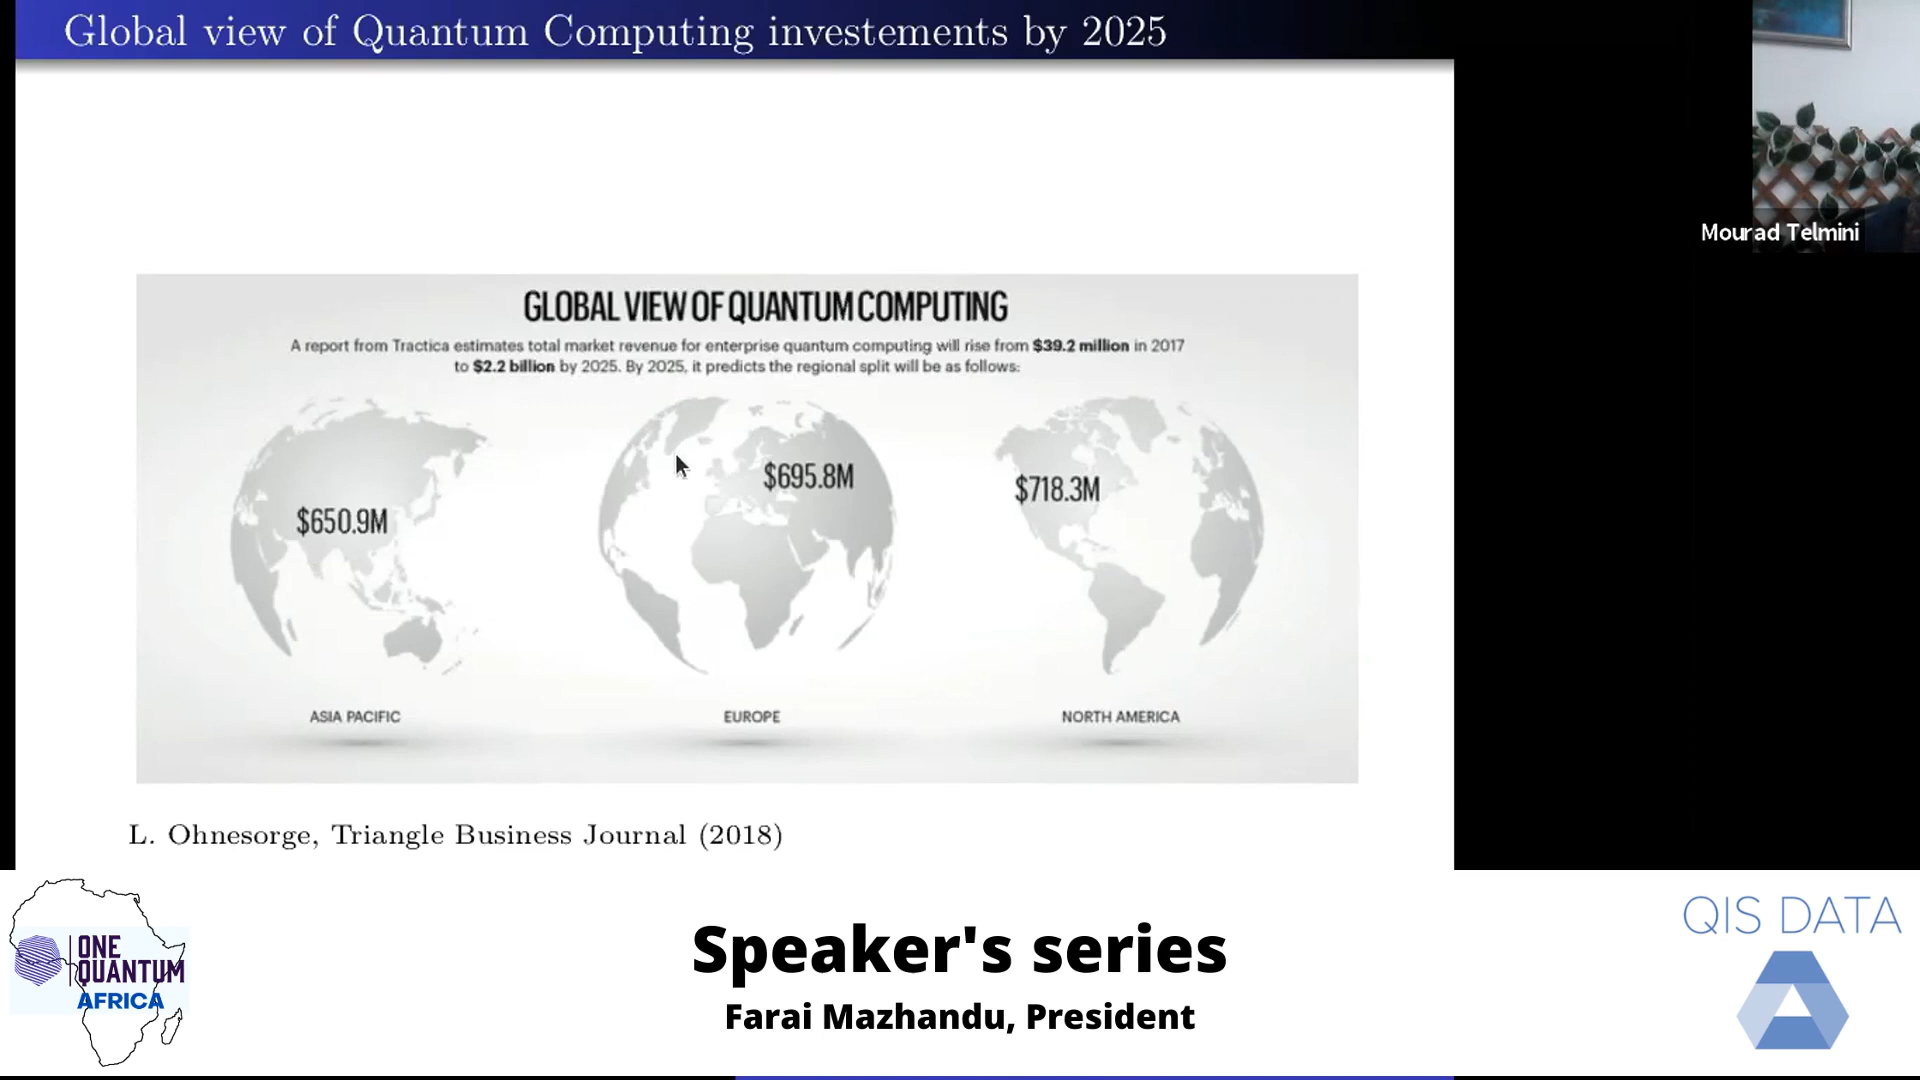 Global view of Quantum Computing investements by 2025
Mourad Telmini
GLOBAL VIEW OF QUANTUM COMPUTING
A report from Tractica estimates total market revenue for enterprise quantum computing will rise from $39.2 million in 2017
to $2.2 billion by 2025. By 2025, it predicts the regional split will be as follows:
$650.9M
$695.8M
$718.3M
ASIA PACIFIC
EUROPE
NORTH AMERICA
L. Ohnesorge, Triangle Business Journal (2018)
ONE
QUANTUM
AFRICA
Speaker's series
Farai Mazhandu, President
QIS DATA